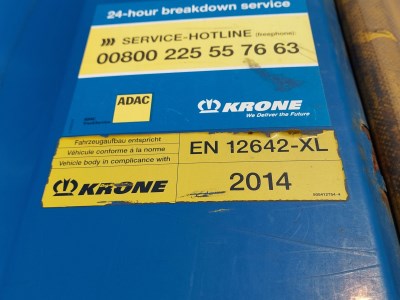 24-hour breakdown service
SERVICE-HOTLINE (freephone):
00800 225 55 76 63
ADAC
KRONE
We Deliver the Future
Fahrzeugaufbau entspricht
Véhicule conforme à la norme
Vehicle body in compliance with
EN 12642-XL
KRONE
2014